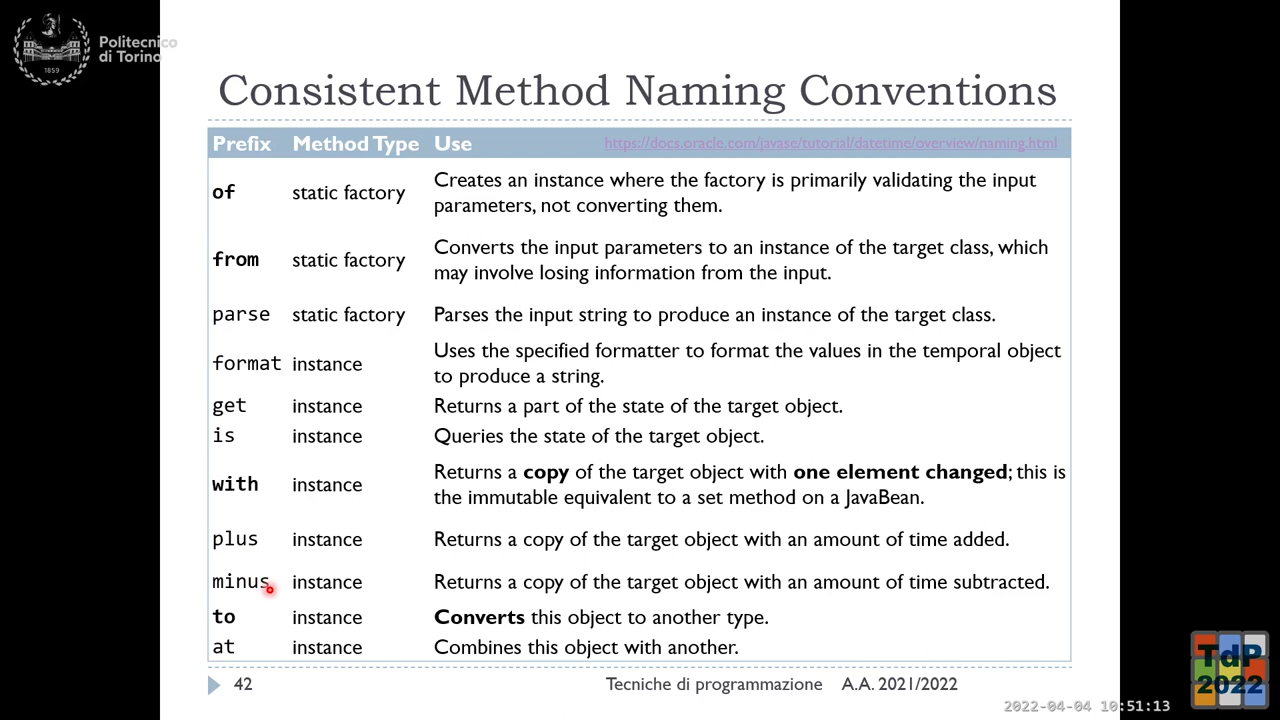 Politecnico
di Torino
1859
Consistent Method Naming Conventions
Prefix Method Type Use https://docs.oracle.com/javase/tutorial/datetime/overview/naming.html
of static factory Creates an instance where the factory is primarily validating the input
parameters, not converting them.
from static factory Converts the input parameters to an instance of the target class, which
may involve losing information from the input.
parse static factory Parses the input string to produce an instance of the target class.
format instance Uses the specified formatter to format the values in the temporal object
to produce a string.
get instance Returns a part of the state of the target object.
is instance Queries the state of the target object.
with instance Returns a copy of the target object with one element changed; this is
the immutable equivalent to a set method on a JavaBean.
plus instance Returns a copy of the target object with an amount of time added.
minus instance Returns a copy of the target object with an amount of time subtracted.
to instance Converts this object to another type.
at instance Combines this object with another.
42 Tecniche di programmazione A.A. 2021/2022
TdP
2022
2022-04-04 10:51:13